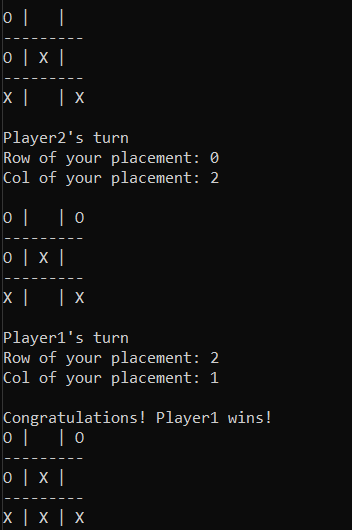 O |   |
---------
O | X |
---------
X |   | X
Player2's turn
Row of your placement: 0
Col of your placement: 2
O |   | O
---------
O | X |
---------
X |   | X
Player1's turn
Row of your placement: 2
Col of your placement: 1
Congratulations! Player1 wins!
O |   | O
---------
O | X |
---------
X | X | X